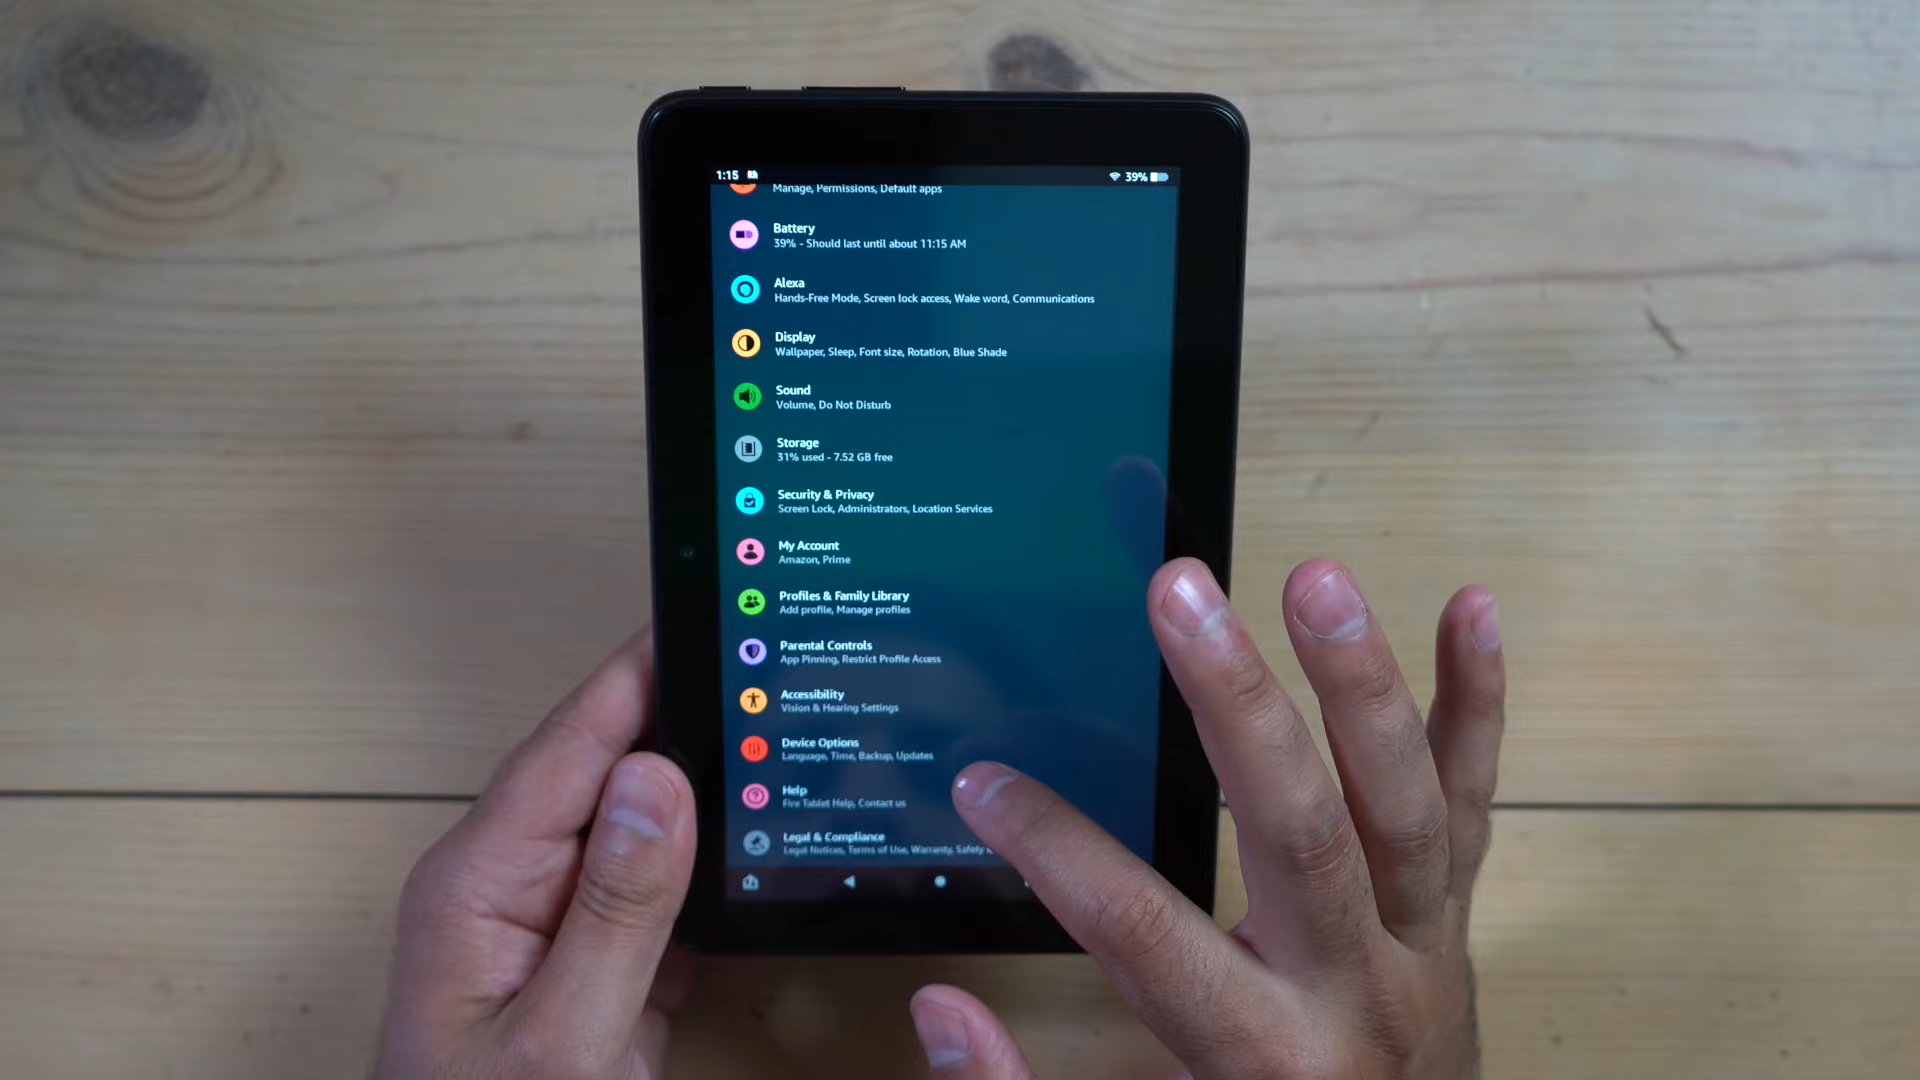 1:15
39%
Manage, Permissions, Default apps
Battery
39% - Should last until about 11:15 AM
Alexa
Hands-Free Mode, Screen lock access, Wake word, Communications
Display
Wallpaper, Sleep, Font size, Rotation, Blue Shade
Sound
Volume, Do Not Disturb
Storage
31% used - 7.52 GB free
Security & Privacy
Screen Lock, Administrators, Location Services
My Account
Amazon, Prime
Profiles & Family Library
Add profile, Manage profiles
Parental Controls
App Pinning, Restrict Profile Access
Accessibility
Vision & Hearing Settings
Device Options
Language, Time, Backup, Updates
Help
Fire Tablet Help, Contact us
Legal & Compliance
Legal Notices, Terms of Use, Warranty, Safety